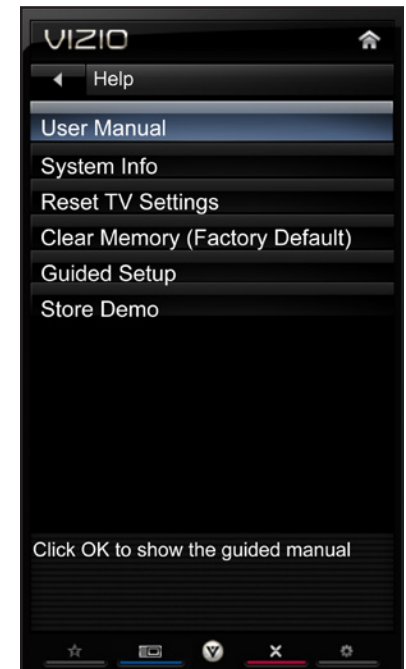 VIZIO
Help
User Manual
System Info
Reset TV Settings
Clear Memory (Factory Default)
Guided Setup
Store Demo
Click OK to show the guided manual